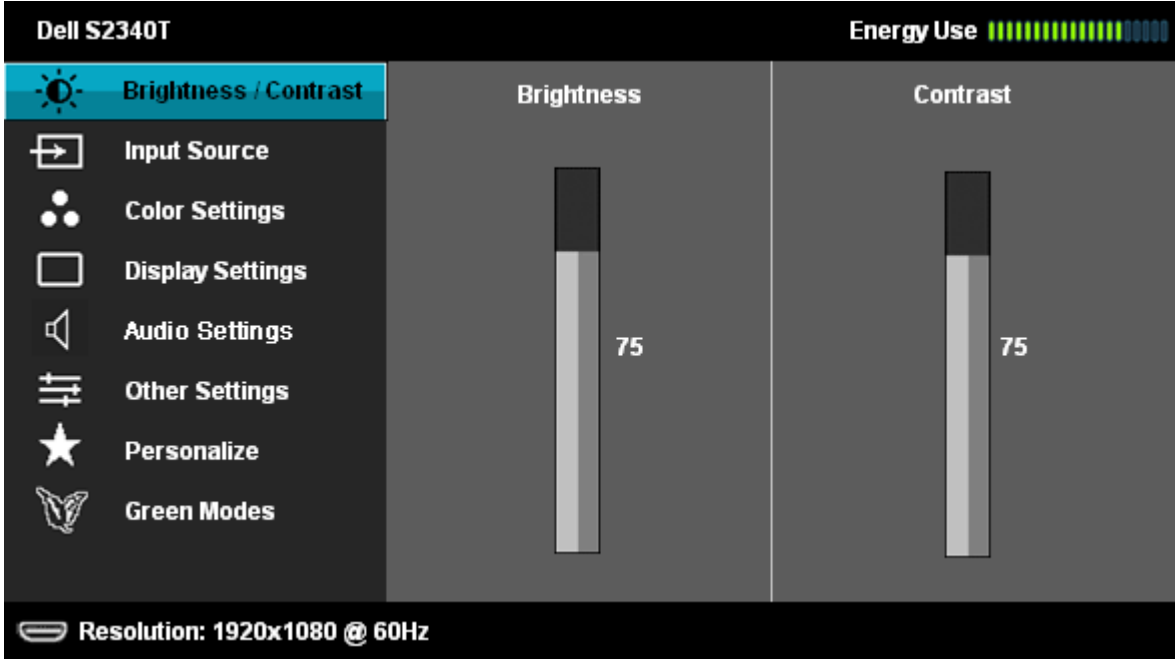 Dell S2340T
Energy Use
Brightness / Contrast
Input Source
Color Settings
Display Settings
Audio Settings
Other Settings
Personalize
Green Modes
Brightness
75
Contrast
75
Resolution: 1920x1080 @ 60Hz